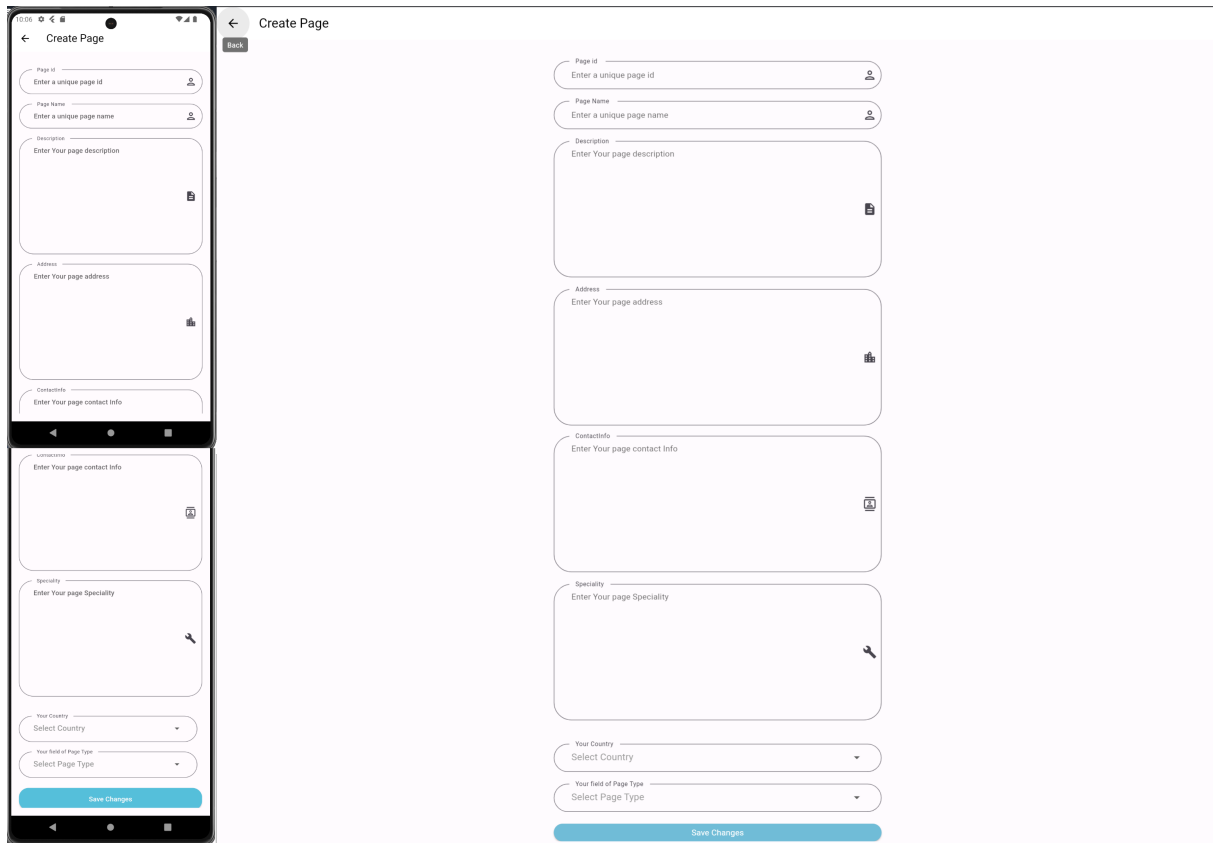 10:06
Create Page
Page id
Enter a unique page id
Page Name
Enter a unique page name
Description
Enter Your page description
Address
Enter Your page address
ContactInfo
Enter Your page contact Info
ContactInfo
Enter Your page contact Info
Speciality
Enter Your page Speciality
Your Country
Select Country
Your field of Page Type
Select Page Type
Save Changes
Create Page
Back
Page id
Enter a unique page id
Page Name
Enter a unique page name
Description
Enter Your page description
Address
Enter Your page address
ContactInfo
Enter Your page contact Info
Speciality
Enter Your page Speciality
Your Country
Select Country
Your field of Page Type
Select Page Type
Save Changes